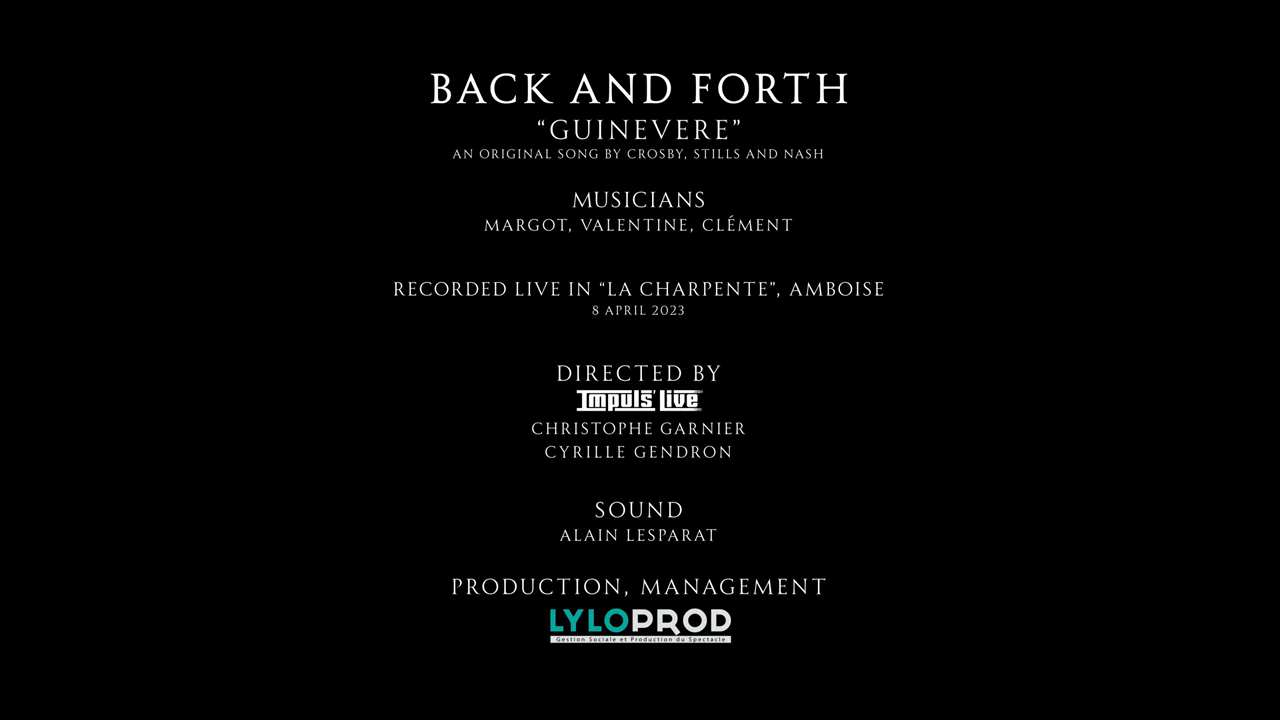 BACK AND FORTH
“GUINEVERE”
AN ORIGINAL SONG BY CROSBY, STILLS AND NASH
MUSICIANS
MARGOT, VALENTINE, CLÉMENT
RECORDED LIVE IN “LA CHARPENTE”, AMBOISE
8 APRIL 2023
DIRECTED BY
Impuls' Live
CHRISTOPHE GARNIER
CYRILLE GENDRON
SOUND
ALAIN LESPARAT
PRODUCTION, MANAGEMENT
LYLOPROD
Gestion Sociale et Production du Spectacle